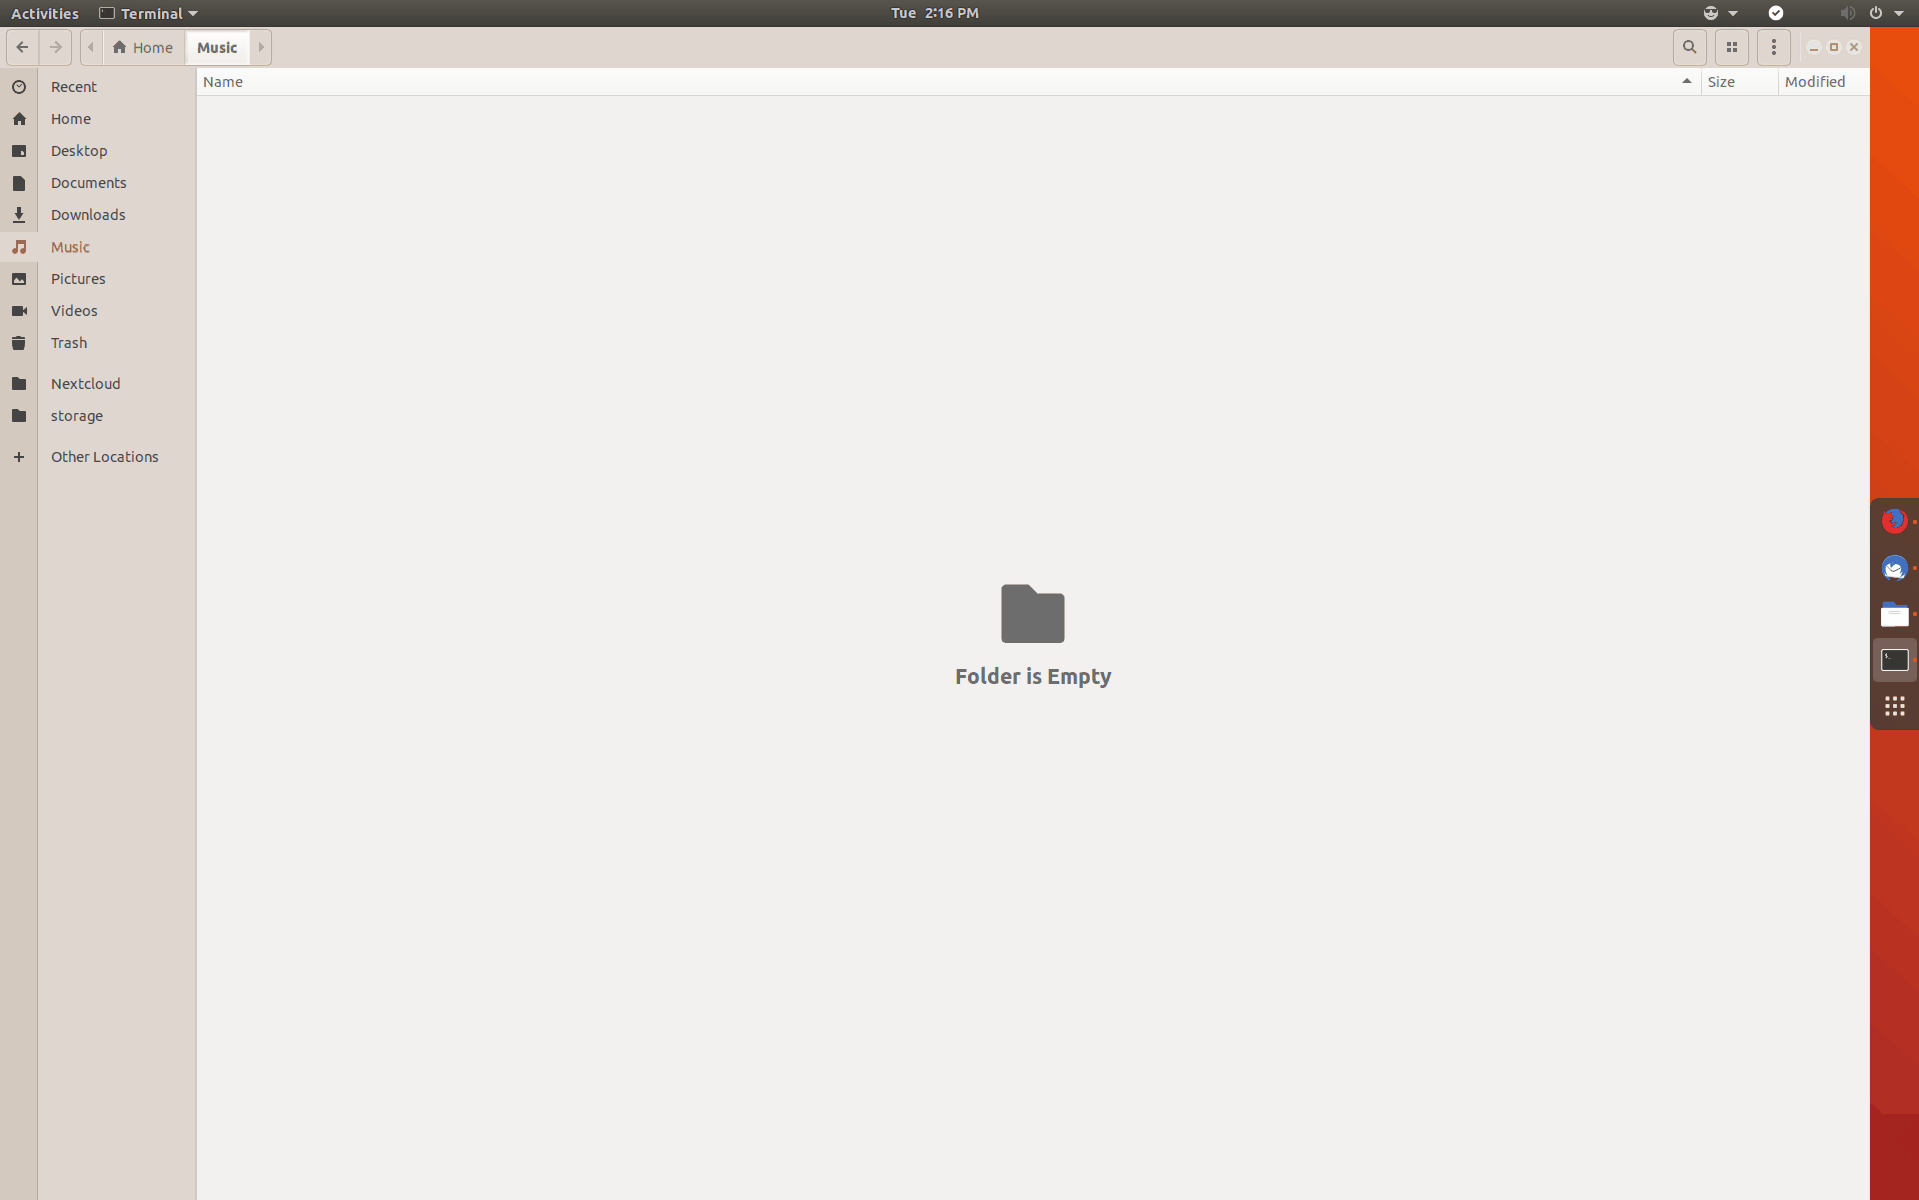 Activities Terminal Tue 2:16 PM
Home Music
Name Size Modified
Recent
Home
Desktop
Documents
Downloads
Music
Pictures
Videos
Trash
Nextcloud
storage
Other Locations
Folder is Empty